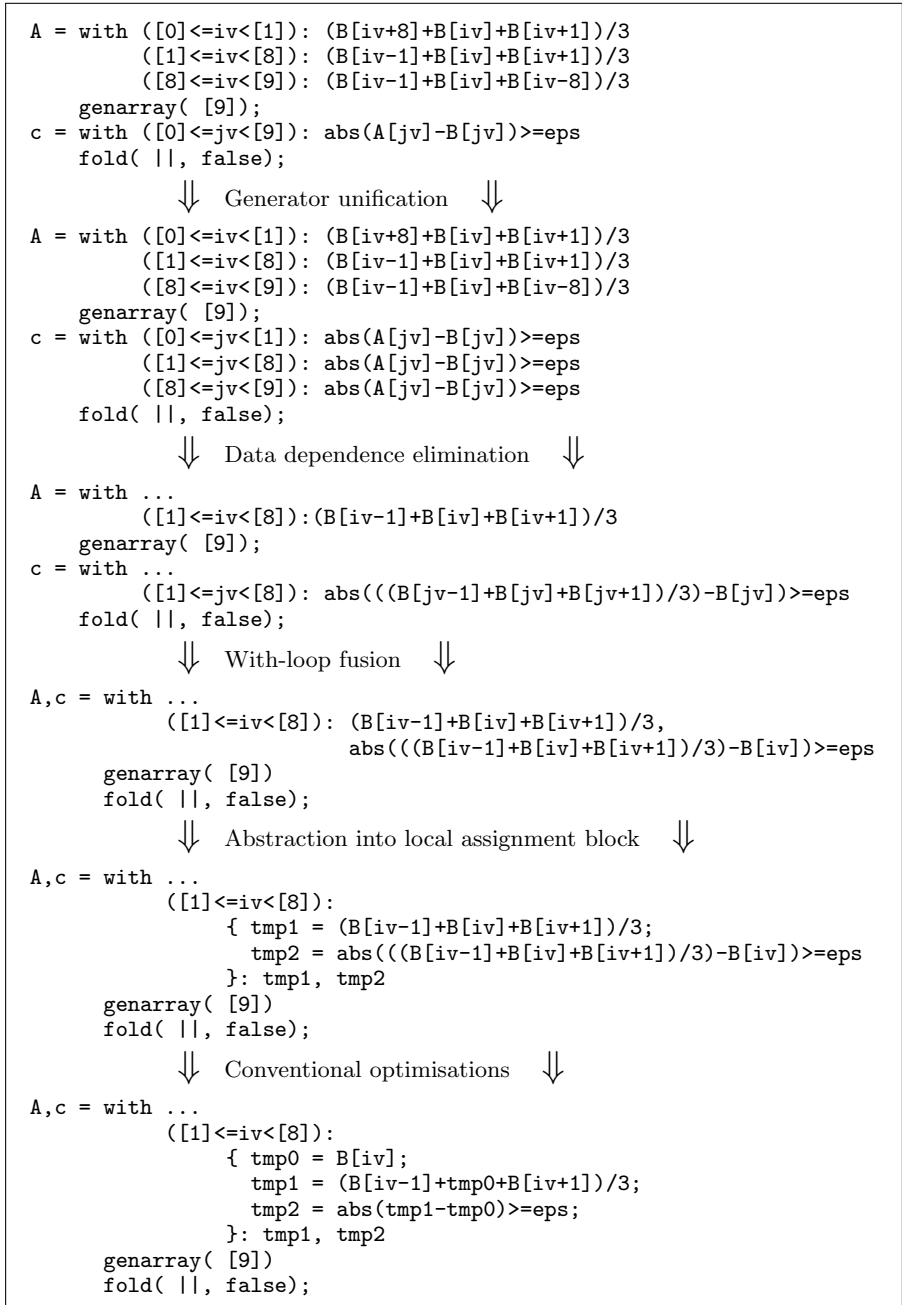 A = with ([0]<=iv<[1]): (B[iv+8]+B[iv]+B[iv+1])/3
([1]<=iv<[8]): (B[iv-1]+B[iv]+B[iv+1])/3
([8]<=iv<[9]): (B[iv-1]+B[iv]+B[iv-8])/3
genarray( [9]);
c = with ([0]<=jv<[9]): abs(A[jv]-B[jv])>=eps
fold( ||, false);
⇓ Generator unification ⇓
A = with ([0]<=iv<[1]): (B[iv+8]+B[iv]+B[iv+1])/3
([1]<=iv<[8]): (B[iv-1]+B[iv]+B[iv+1])/3
([8]<=iv<[9]): (B[iv-1]+B[iv]+B[iv-8])/3
genarray( [9]);
c = with ([0]<=jv<[1]): abs(A[jv]-B[jv])>=eps
([1]<=jv<[8]): abs(A[jv]-B[jv])>=eps
([8]<=jv<[9]): abs(A[jv]-B[jv])>=eps
fold( ||, false);
⇓ Data dependence elimination ⇓
A = with ...
([1]<=iv<[8]):(B[iv-1]+B[iv]+B[iv+1])/3
genarray( [9]);
c = with ...
([1]<=jv<[8]): abs(((B[jv-1]+B[jv]+B[jv+1])/3)-B[jv])>=eps
fold( ||, false);
⇓ With-loop fusion ⇓
A,c = with ...
([1]<=iv<[8]): (B[iv-1]+B[iv]+B[iv+1])/3,
abs(((B[iv-1]+B[iv]+B[iv+1])/3)-B[iv])>=eps
genarray( [9])
fold( ||, false);
⇓ Abstraction into local assignment block ⇓
A,c = with ...
([1]<=iv<[8]):
{ tmp1 = (B[iv-1]+B[iv]+B[iv+1])/3;
tmp2 = abs(((B[iv-1]+B[iv]+B[iv+1])/3)-B[iv])>=eps
}: tmp1, tmp2
genarray( [9])
fold( ||, false);
⇓ Conventional optimisations ⇓
A,c = with ...
([1]<=iv<[8]):
{ tmp0 = B[iv];
tmp1 = (B[iv-1]+tmp0+B[iv+1])/3;
tmp2 = abs(tmp1-tmp0)>=eps;
}: tmp1, tmp2
genarray( [9])
fold( ||, false);